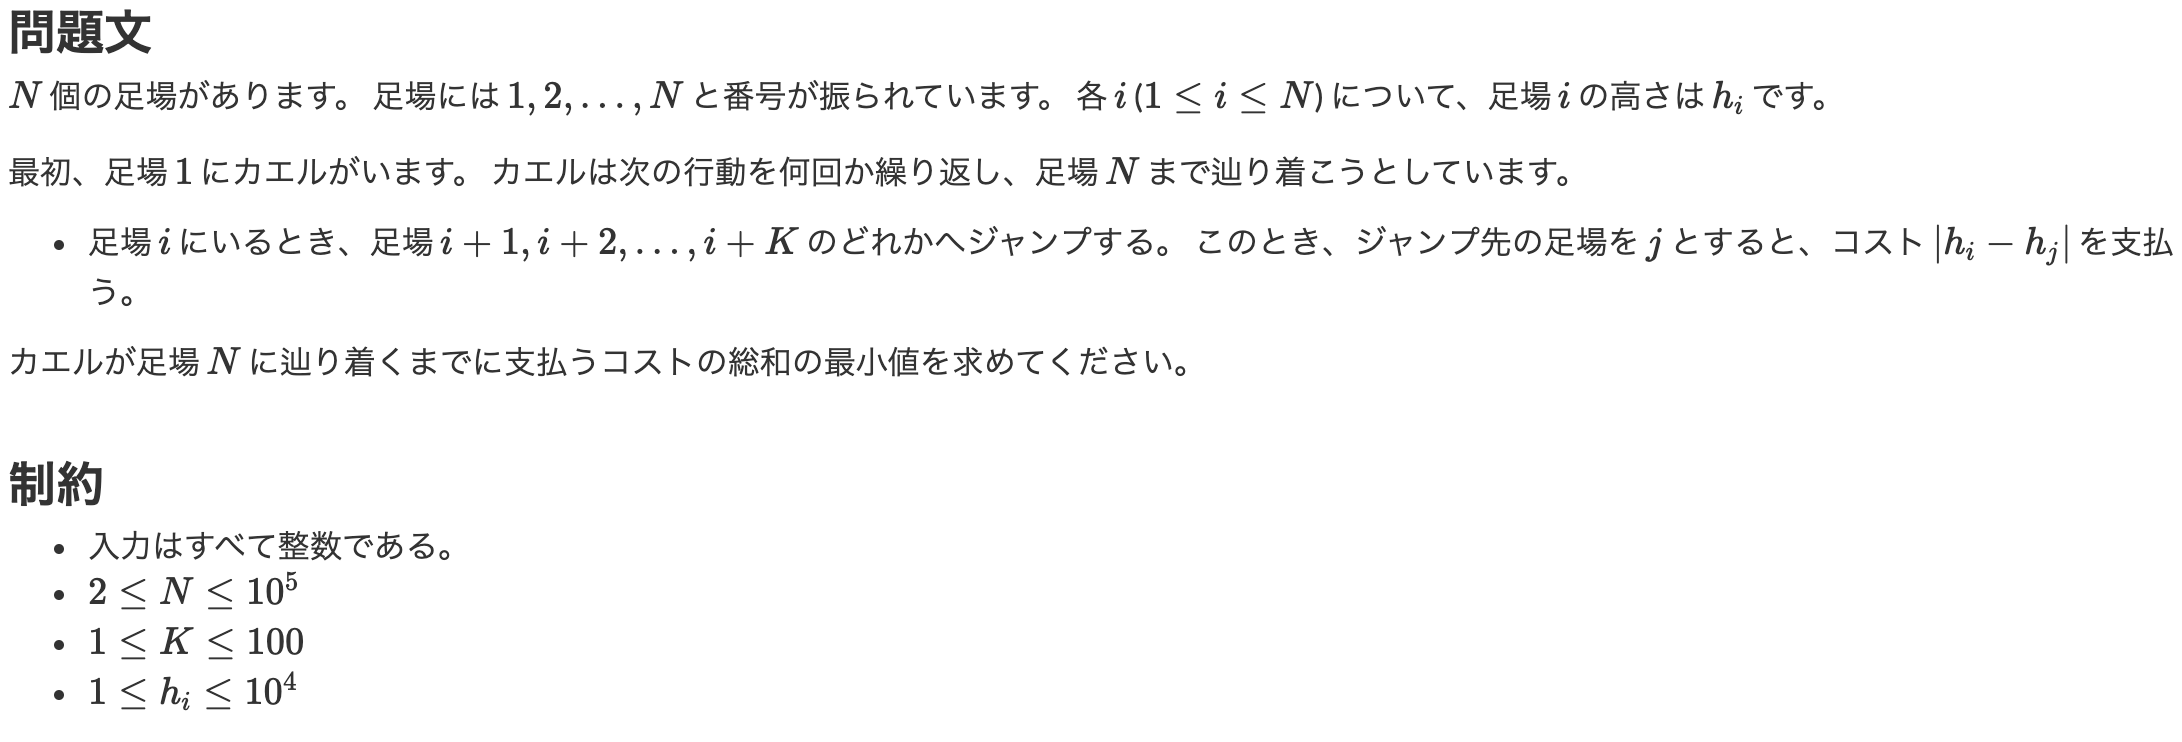 問題文
N 個の足場があります。 足場には 1, 2, . . . , N と番号が振られています。 各 i (1 ≤ i ≤ N) について、足場 i の高さは h_i です。
最初、足場 1 にカエルがいます。 カエルは次の行動を何回か繰り返し、足場 N まで辿り着こうとしています。
• 足場 i にいるとき、足場 i + 1, i + 2, . . . , i + K のどれかへジャンプする。 このとき、ジャンプ先の足場を j とすると、コスト |h_i − h_j| を支払
う。
カエルが足場 N に辿り着くまでに支払うコストの総和の最小値を求めてください。
制約
• 入力はすべて整数である。
• 2 ≤ N ≤ 10^5
• 1 ≤ K ≤ 100
• 1 ≤ h_i ≤ 10^4